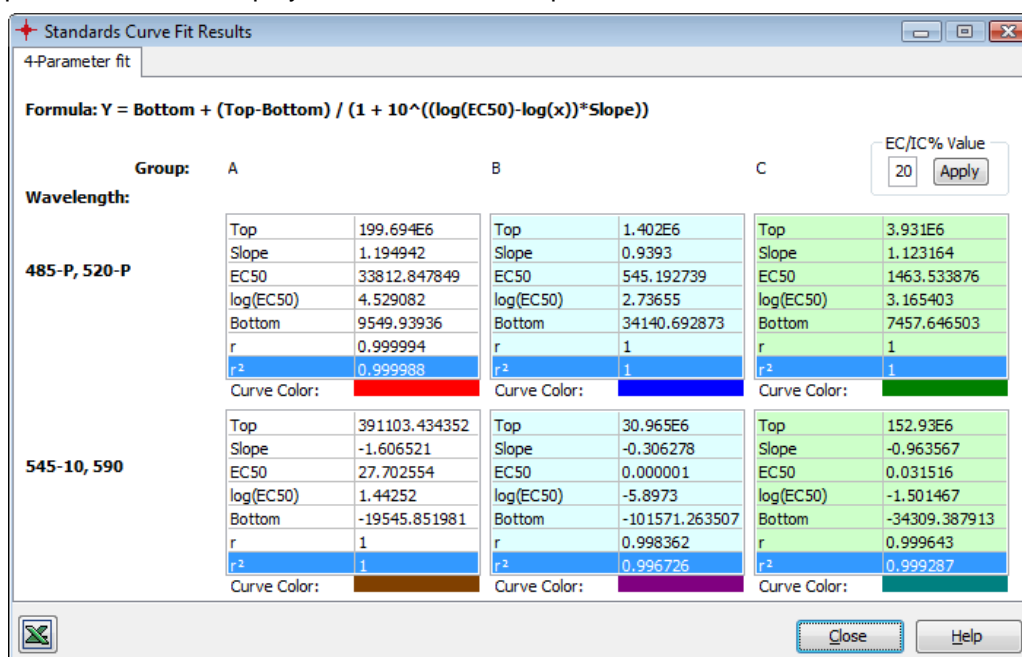 Standards Curve Fit Results
4-Parameter fit
Formula: Y = Bottom + (Top-Bottom) / (1 + 10^((log(EC50)-log(x))*Slope))
EC/IC% Value
Group: A B C 20 Apply
Wavelength:
Top 199.694E6 Top 1.402E6 Top 3.931E6
Slope 1.194942 Slope 0.9393 Slope 1.123164
485-P, 520-P EC50 33812.847849 EC50 545.192739 EC50 1463.533876
log(EC50) 4.529082 log(EC50) 2.73655 log(EC50) 3.165403
Bottom 9549.93936 Bottom 34140.692873 Bottom 7457.646503
r 0.999994 r 1 r 1
r² 0.999988 r² 1 r² 1
Curve Color: Curve Color: Curve Color:
Top 391103.434352 Top 30.965E6 Top 152.93E6
Slope -1.606521 Slope -0.306278 Slope -0.963567
545-10, 590 EC50 27.702554 EC50 0.000001 EC50 0.031516
log(EC50) 1.44252 log(EC50) -5.8973 log(EC50) -1.501467
Bottom -19545.851981 Bottom -101571.263507 Bottom -34309.387913
r 1 r 0.998362 r 0.999643
r² 1 r² 0.996726 r² 0.999287
Curve Color: Curve Color: Curve Color:
Close Help